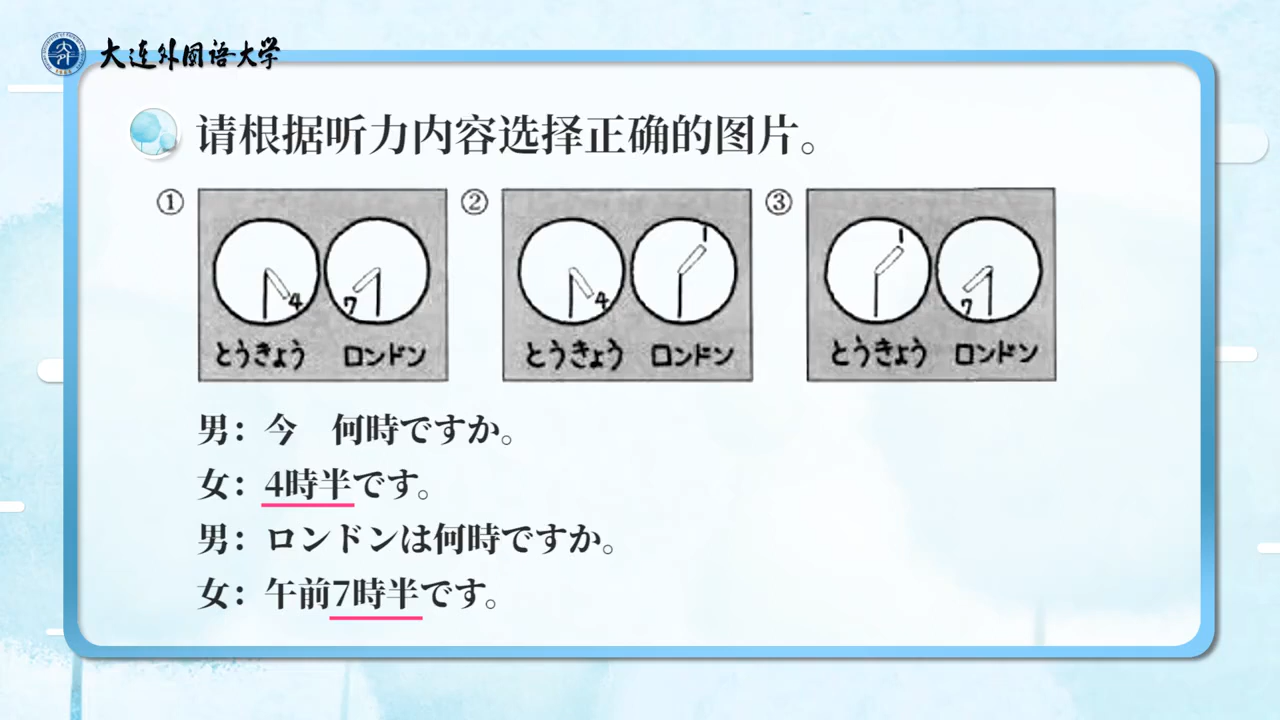 大连外国语大学
请根据听力内容选择正确的图片。
① ② ③
4 7 4 1 1 7
とうきょう ロンドン とうきょう ロンドン とうきょう ロンドン
男：今 何時ですか。
女：4時半です。
男：ロンドンは何時ですか。
女：午前7時半です。